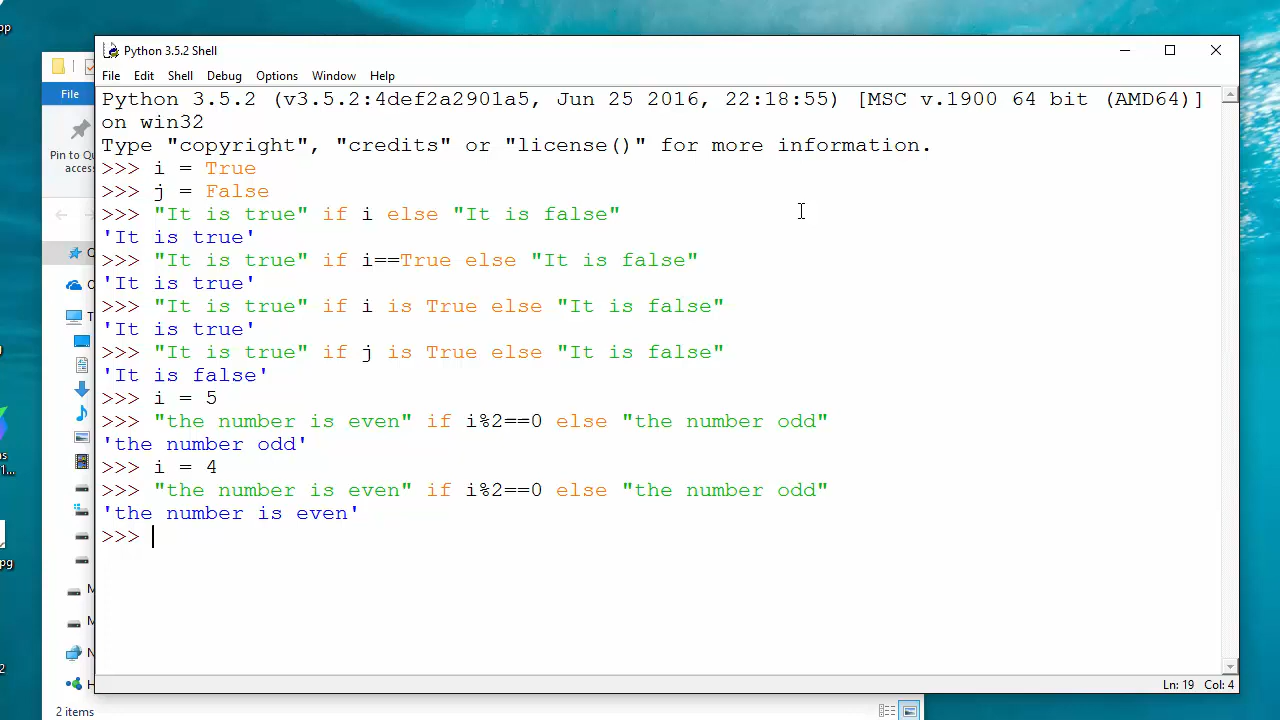 pp
Python 3.5.2 Shell
File Edit Shell Debug Options Window Help
File
Python 3.5.2 (v3.5.2:4def2a2901a5, Jun 25 2016, 22:18:55) [MSC v.1900 64 bit (AMD64)]
on win32
Type "copyright", "credits" or "license()" for more information.
Pin to Qu
access
>>> i = True
>>> j = False
>>> "It is true" if i else "It is false"
'It is true'
>>> "It is true" if i==True else "It is false"
'It is true'
>>> "It is true" if i is True else "It is false"
'It is true'
>>> "It is true" if j is True else "It is false"
'It is false'
>>> i = 5
>>> "the number is even" if i%2==0 else "the number odd"
'the number odd'
>>> i = 4
>>> "the number is even" if i%2==0 else "the number odd"
'the number is even'
>>>
Ln: 19 Col: 4
2 items